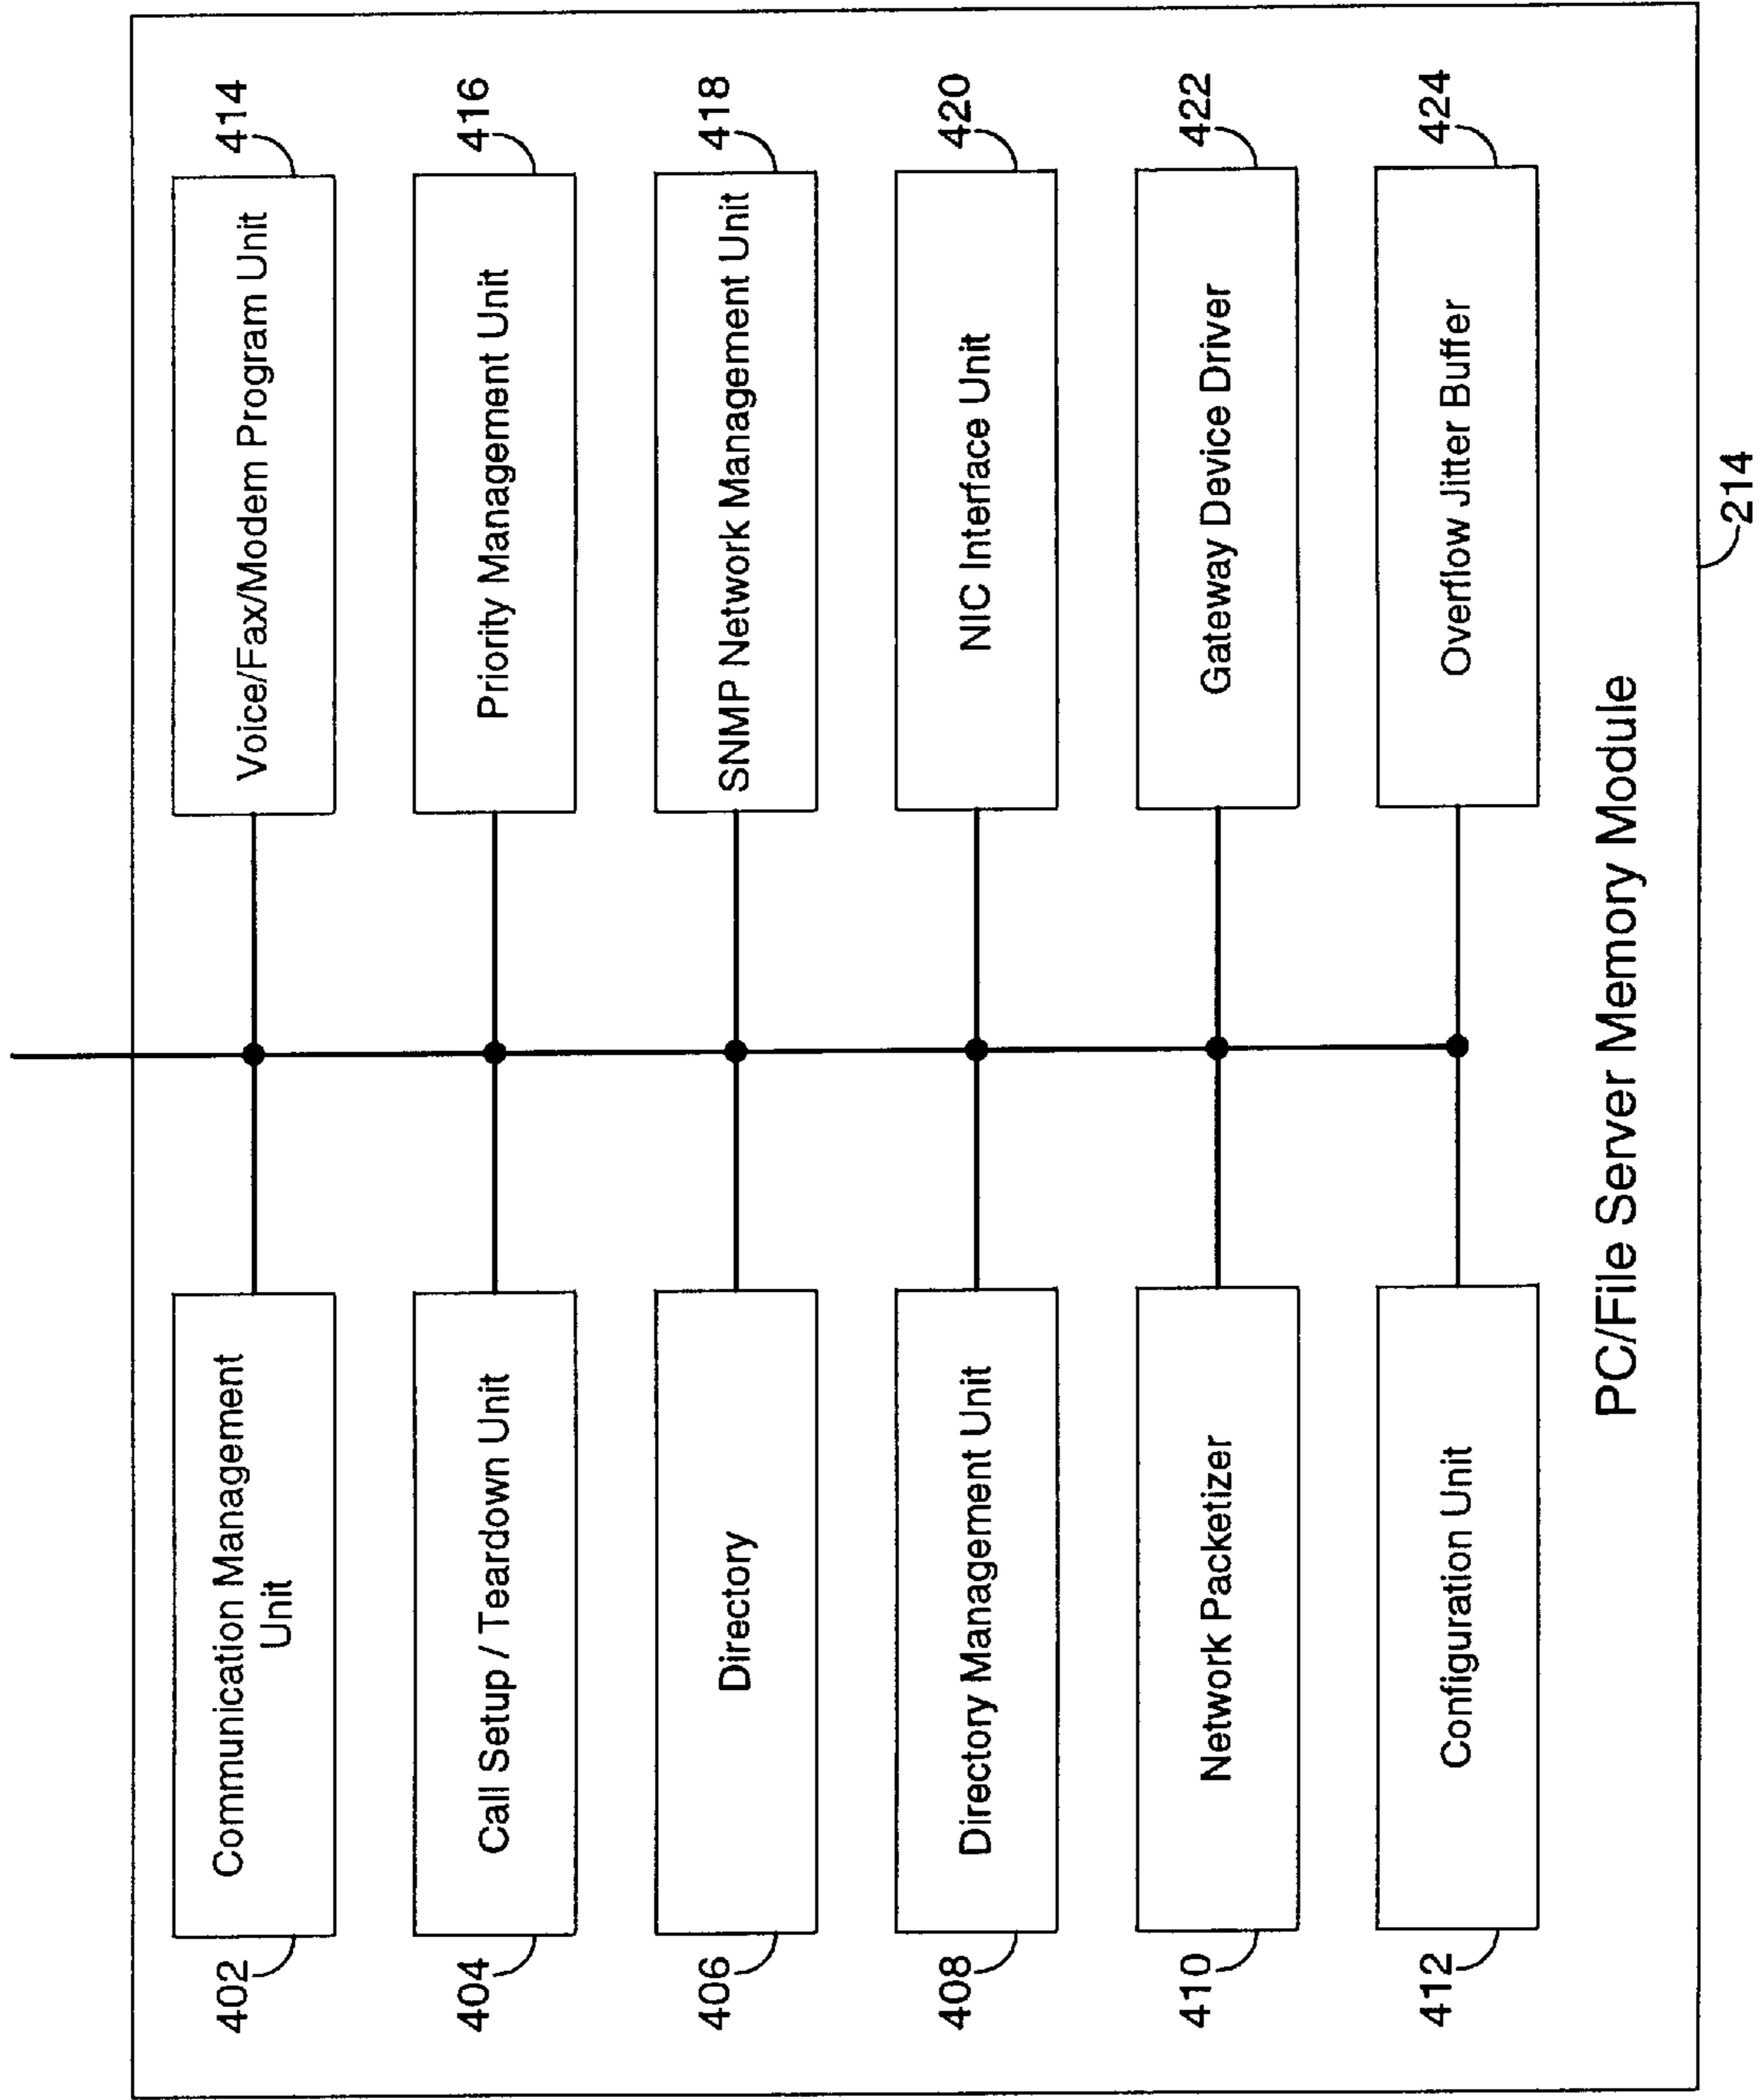 402
Communication Management
Unit
Voice/Fax/Modem Program Unit
414
404
Call Setup / Teardown Unit
Priority Management Unit
416
406
Directory
SNMP Network Management Unit
418
408
Directory Management Unit
NIC Interface Unit
420
410
Network Packetizer
Gateway Device Driver
422
412
Configuration Unit
Overflow Jitter Buffer
424
PC/File Server Memory Module
214